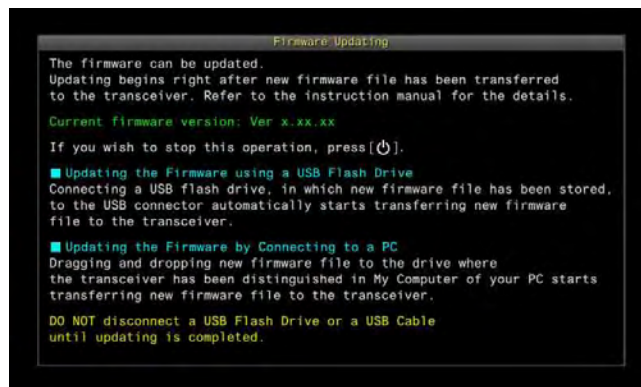 Firmware Updating
The firmware can be updated.
Updating begins right after new firmware file has been transferred
to the transceiver. Refer to the instruction manual for the details.
Current firmware version: Ver x.xx.xx
If you wish to stop this operation, press[⏻].
■Updating the Firmware using a USB Flash Drive
Connecting a USB flash drive, in which new firmware file has been stored,
to the USB connector automatically starts transferring new firmware
file to the transceiver.
■Updating the Firmware by Connecting to a PC
Dragging and dropping new firmware file to the drive where
the transceiver has been distinguished in My Computer of your PC starts
transferring new firmware file to the transceiver.
DO NOT disconnect a USB Flash Drive or a USB Cable
until updating is completed.